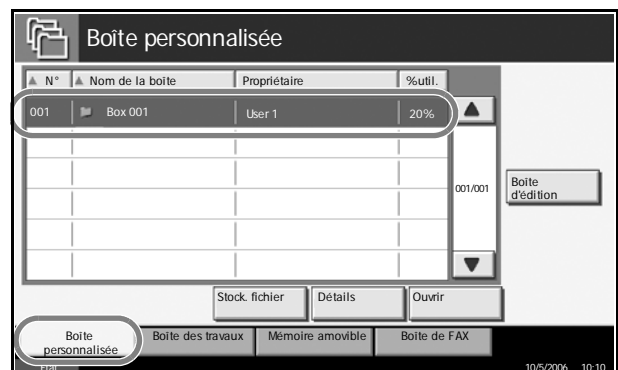 Boîte personnalisée
N° Nom de la boîte Propriétaire %util.
001 Box 001 User 1 20%
001/001
Boîte
d'édition
Stock. fichier Détails Ouvrir
Boîte
personnalisée
Boîte des travaux Mémoire amovible Boîte de FAX
État 10/5/2006 10:10